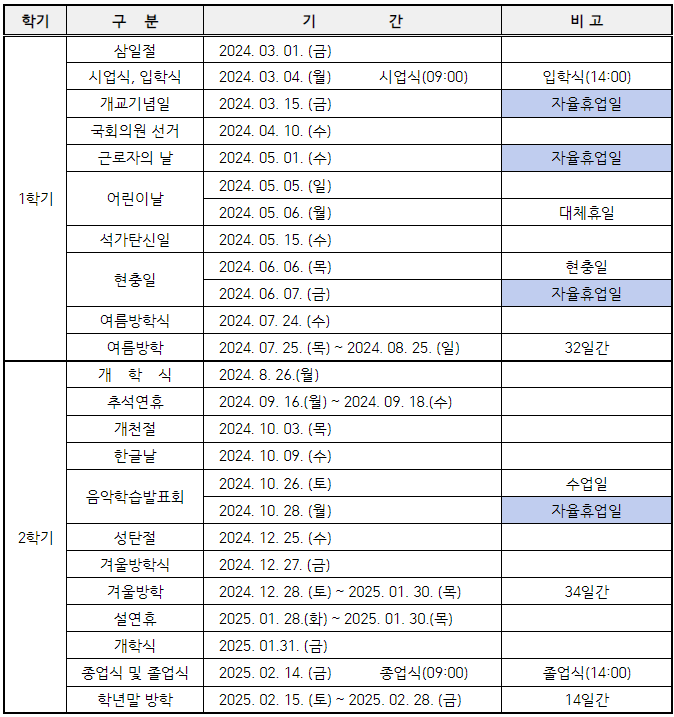 학기 구 분 기 간 비 고
삼일절 2024. 03. 01. (금)
시업식, 입학식 2024. 03. 04. (월) 시업식(09:00) 입학식(14:00)
개교기념일 2024. 03. 15. (금) 자율휴업일
국회의원 선거 2024. 04. 10. (수)
근로자의 날 2024. 05. 01. (수) 자율휴업일
1학기 어린이날 2024. 05. 05. (일)
2024. 05. 06. (월) 대체휴일
석가탄신일 2024. 05. 15. (수)
현충일 2024. 06. 06. (목) 현충일
2024. 06. 07. (금) 자율휴업일
여름방학식 2024. 07. 24. (수)
여름방학 2024. 07. 25. (목) ~ 2024. 08. 25. (일) 32일간
개 학 식 2024. 8. 26.(월)
추석연휴 2024. 09. 16.(월) ~ 2024. 09. 18.(수)
개천절 2024. 10. 03. (목)
한글날 2024. 10. 09. (수)
음악학습발표회 2024. 10. 26. (토) 수업일
2024. 10. 28. (월) 자율휴업일
2학기 성탄절 2024. 12. 25. (수)
겨울방학식 2024. 12. 27. (금)
겨울방학 2024. 12. 28. (토) ~ 2025. 01. 30. (목) 34일간
설연휴 2025. 01. 28.(화) ~ 2025. 01. 30.(목)
개학식 2025. 01.31. (금)
종업식 및 졸업식 2025. 02. 14. (금) 종업식(09:00) 졸업식(14:00)
학년말 방학 2025. 02. 15. (토) ~ 2025. 02. 28. (금) 14일간